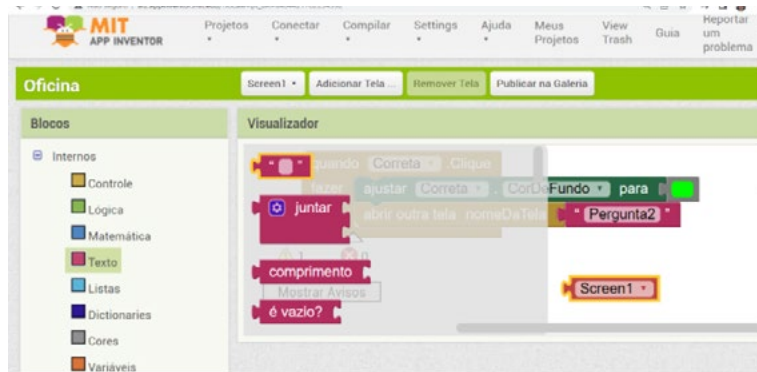 MIT
APP INVENTOR
Projetos
Conectar
Compilar
Settings
Ajuda
Meus
Projetos
View
Trash
Guia
Reportar
um
problema
Oficina
Screen1
Adicionar Tela ...
Remover Tela
Publicar na Galeria
Blocos
Visualizador
Internos
Controle
Lógica
Matemática
Texto
Listas
Dictionaries
Cores
Variáveis
" "
juntar
comprimento
é vazio?
quando Correta .Clique
fazer ajustar Correta . CorDeFundo para
abrir outra tela nomeDaTela " Pergunta2 "
1 0
Mostrar Avisos
Screen1